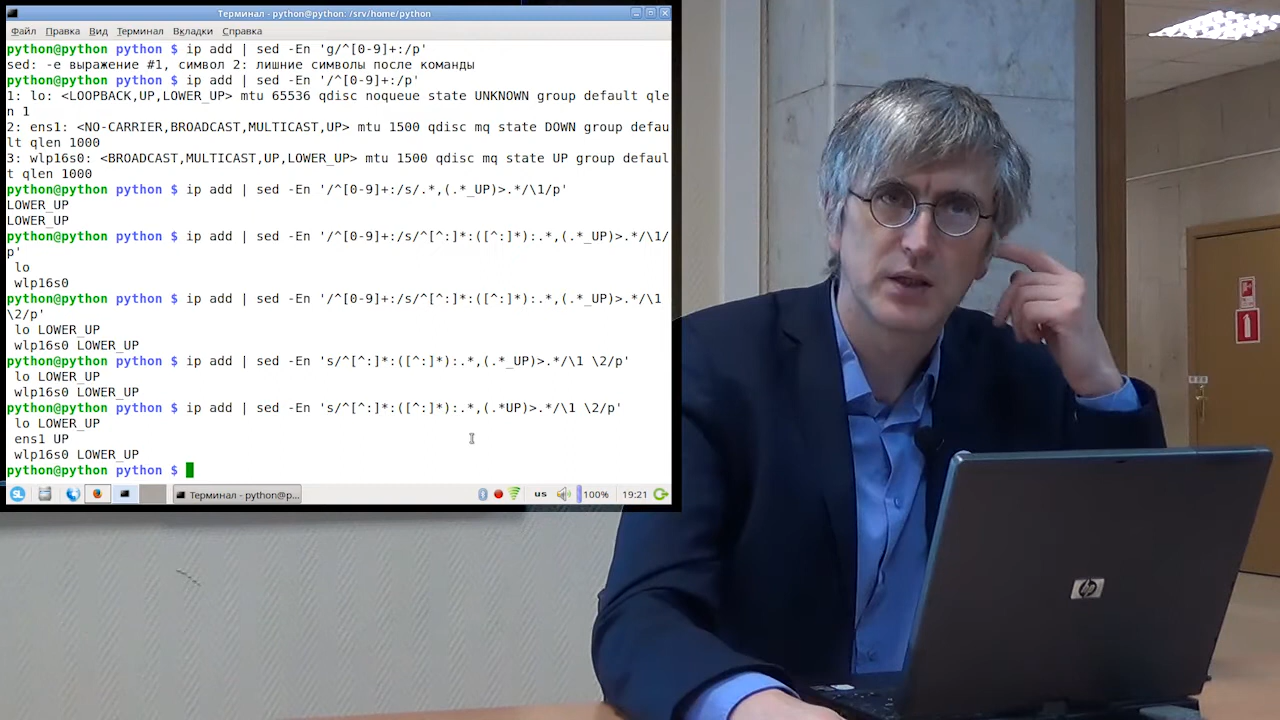 Терминал - python@python: /srv/home/python
Файл Правка Вид Терминал Вкладки Справка
python@python python $ ip add | sed -En 'g/^[0-9]+:/p'
sed: -e выражение #1, символ 2: лишние символы после команды
python@python python $ ip add | sed -En '/^[0-9]+:/p'
1: lo: <LOOPBACK,UP,LOWER_UP> mtu 65536 qdisc noqueue state UNKNOWN group default qle
n 1
2: ens1: <NO-CARRIER,BROADCAST,MULTICAST,UP> mtu 1500 qdisc mq state DOWN group defau
lt qlen 1000
3: wlp16s0: <BROADCAST,MULTICAST,UP,LOWER_UP> mtu 1500 qdisc mq state UP group defaul
t qlen 1000
python@python python $ ip add | sed -En '/^[0-9]+:/s/.*,(.*_UP)>.*/\1/p'
LOWER_UP
LOWER_UP
python@python python $ ip add | sed -En '/^[0-9]+:/s/^[^:]*:([^:]*):.*,(.*_UP)>.*/\1/
p'
lo
wlp16s0
python@python python $ ip add | sed -En '/^[0-9]+:/s/^[^:]*:([^:]*):.*,(.*_UP)>.*/\1
\2/p'
lo LOWER_UP
wlp16s0 LOWER_UP
python@python python $ ip add | sed -En 's/^[^:]*:([^:]*):.*,(.*_UP)>.*/\1 \2/p'
lo LOWER_UP
wlp16s0 LOWER_UP
python@python python $ ip add | sed -En 's/^[^:]*:([^:]*):.*,(.*UP)>.*/\1 \2/p'
lo LOWER_UP
ens1 UP
wlp16s0 LOWER_UP
python@python python $
Терминал - python@p... us 100% 19:21
hp